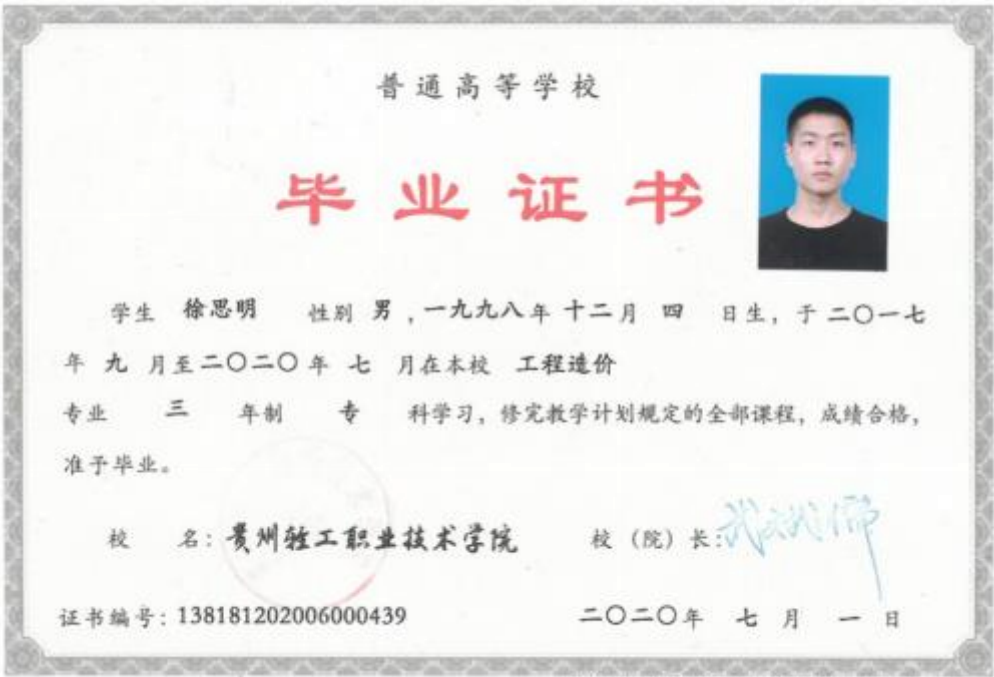 普通高等学校
毕业证书
学生 徐思明 性别 男 ,一九九八年 十二月 四 日生, 于 二〇一七
年 九 月至二〇二〇年 七 月在本校 工程造价
专业 三 年制 专 科学习, 修完教学计划规定的全部课程, 成绩合格,
准予毕业。
校 名: 贵州轻工职业技术学院 校 (院) 长:
证书编号: 138181202006000439 二〇二〇年 七 月 一 日